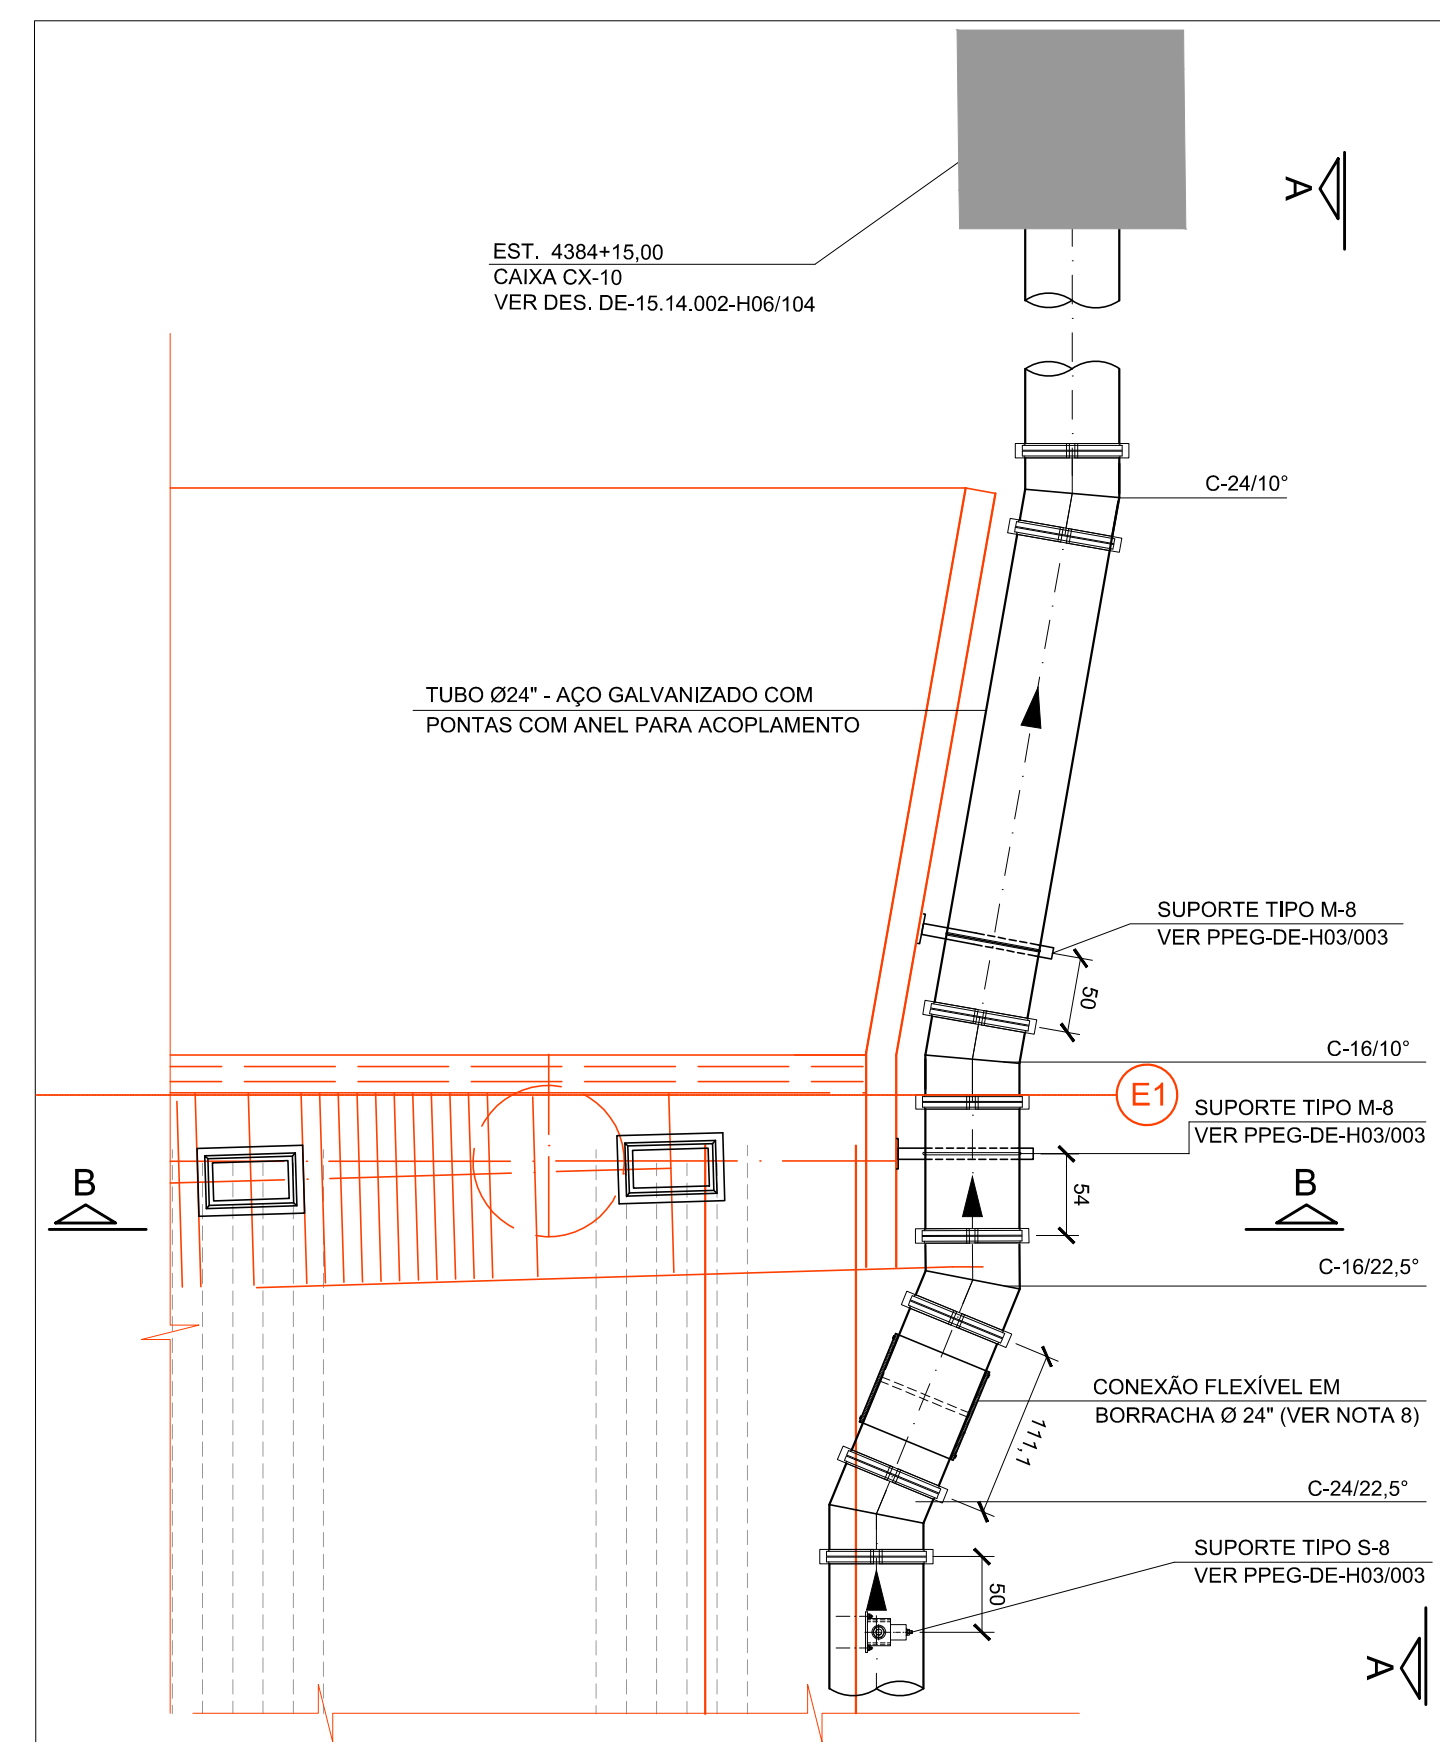 A
EST. 4384+15,00
CAIXA CX-10
VER DES. DE-15.14.002-H06/104
C-24/10°
TUBO Ø24" - AÇO GALVANIZADO COM
PONTAS COM ANEL PARA ACOPLAMENTO
SUPORTE TIPO M-8
VER PPEG-DE-H03/003
50
C-16/10°
E1
SUPORTE TIPO M-8
VER PPEG-DE-H03/003
B
54
B
C-16/22,5°
CONEXÃO FLEXÍVEL EM
BORRACHA Ø 24" (VER NOTA 8)
111,1
C-24/22,5°
SUPORTE TIPO S-8
VER PPEG-DE-H03/003
50
A